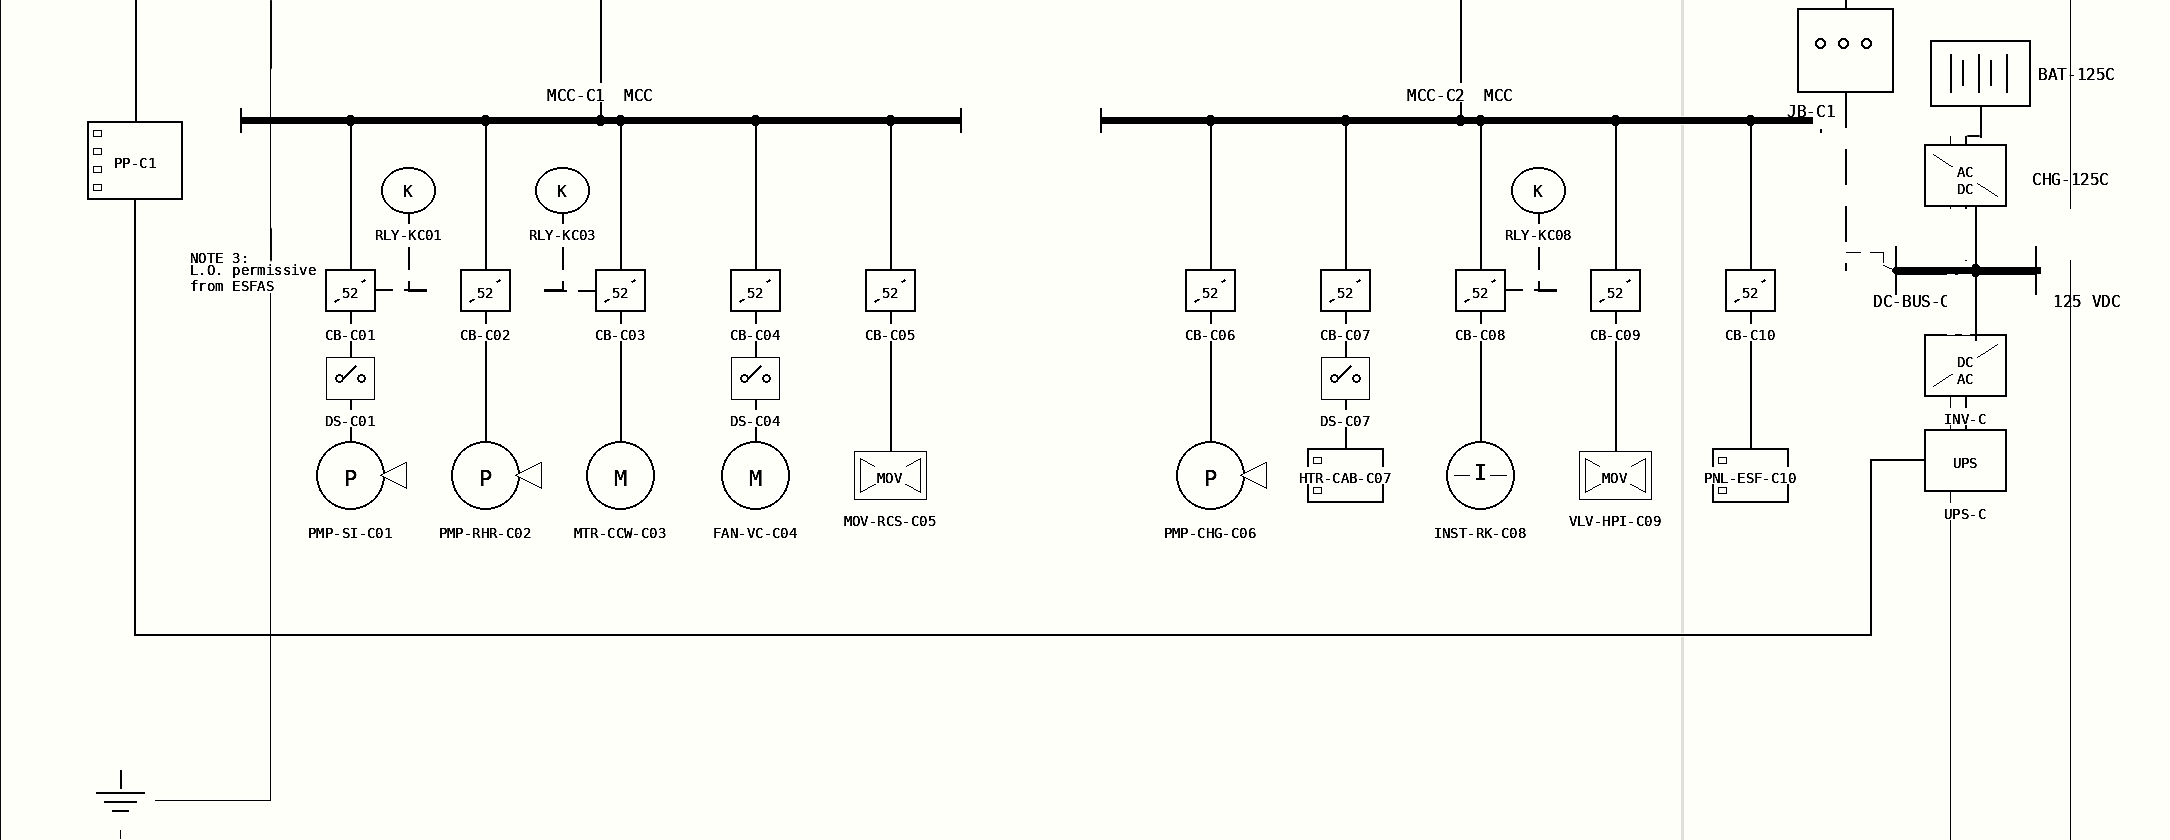 MCC-C1 MCC
MCC-C2 MCC
JB-C1
BAT-125C
PP-C1
AC
DC
CHG-125C
K
K
K
RLY-KC01
RLY-KC03
RLY-KC08
NOTE 3:
L.O. permissive
from ESFAS
52
52
52
52
52
52
52
52
52
52
DC-BUS-C
125 VDC
CB-C01
CB-C02
CB-C03
CB-C04
CB-C05
CB-C06
CB-C07
CB-C08
CB-C09
CB-C10
DC
AC
INV-C
DS-C01
DS-C04
DS-C07
P
P
M
M
MOV
P
HTR-CAB-C07
I
MOV
PNL-ESF-C10
UPS
UPS-C
PMP-SI-C01
PMP-RHR-C02
MTR-CCW-C03
FAN-VC-C04
MOV-RCS-C05
PMP-CHG-C06
INST-RK-C08
VLV-HPI-C09